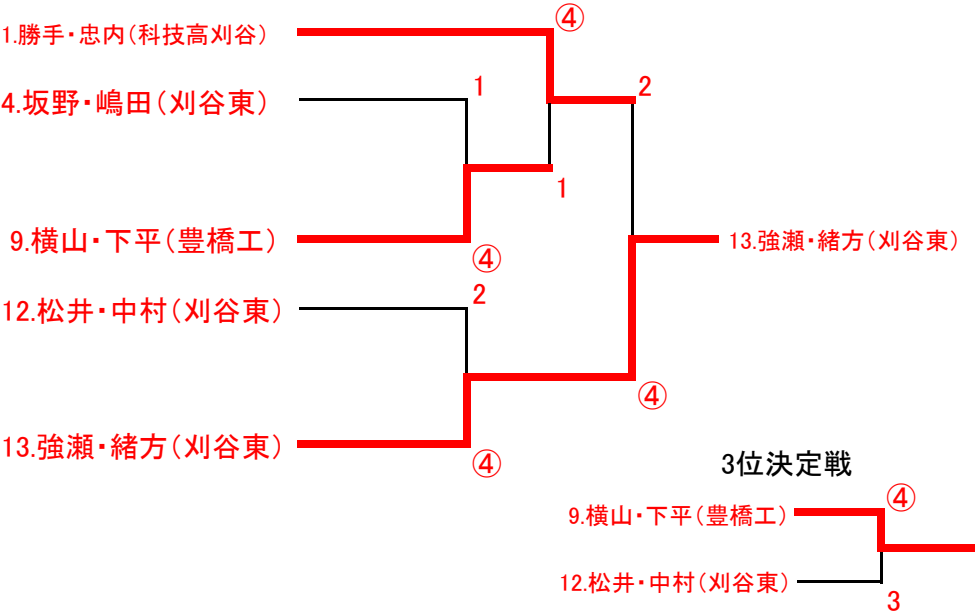 ④
1.勝手・忠内(科技高刈谷)
1
2
4.坂野・嶋田(刈谷東)
1
9.横山・下平(豊橋工)
13.強瀬・緒方(刈谷東)
④
2
12.松井・中村(刈谷東)
④
13.強瀬・緒方(刈谷東)
④
3位決定戦
④
9.横山・下平(豊橋工)
12.松井・中村(刈谷東)
3